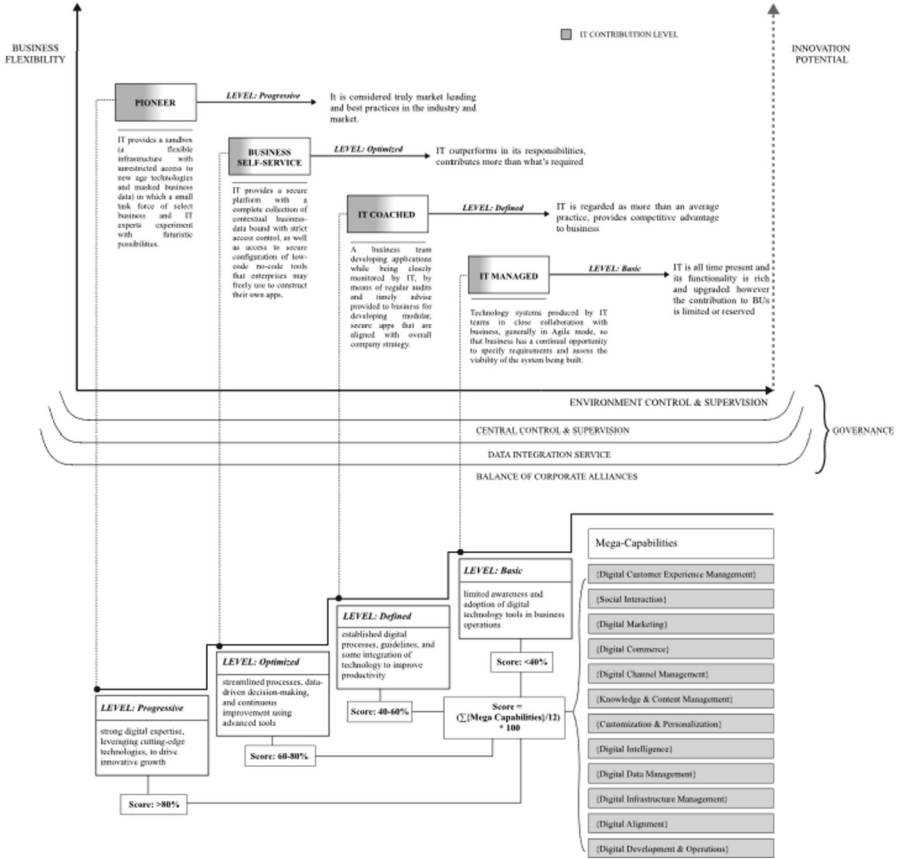 BUSINESS
FLEXIBILITY
IT CONTRIBUTION LEVEL
INNOVATION
POTENTIAL
PIONEER
LEVEL: Progressive
It is considered truly market leading
and best practices in the industry and
market.
IT provides a sandbox
(a flexible
infrastructure with
unrestricted access to
new age technologies
and masked business
data) in which a small
task force of select
business and IT
experts experiment
with futuristic
possibilities.
BUSINESS
SELF-SERVICE
LEVEL: Optimized
IT outperforms in its responsibilities,
contributes more than what's required
IT provides a secure
platform with a
complete collection of
contextual business-
data bound with strict
access control, as well
as access to secure
configuration of low-
code no-code tools
that enterprises may
freely use to construct
their own apps.
IT COACHED
LEVEL: Defined
IT is regarded as more than an average
practice, provides competitive advantage
to business
A business team
developing applications
while being closely
monitored by IT, by
means of regular audits
and timely advise
provided to business for
developing modular,
secure apps that are
aligned with overall
company strategy.
IT MANAGED
LEVEL: Basic
IT is all time present and
its functionality is rich
and upgraded however
the contribution to BUs
is limited or reserved
Technology systems produced by IT
teams in close collaboration with
business, generally in Agile mode, so
that business has a continual opportunity
to specify requirements and assess the
viability of the system being built.
ENVIRONMENT CONTROL & SUPERVISION
CENTRAL CONTROL & SUPERVISION
DATA INTEGRATION SERVICE
BALANCE OF CORPORATE ALLIANCES
GOVERNANCE
LEVEL: Progressive
strong digital expertise,
leveraging cutting-edge
technologies, to drive
innovative growth
Score: >80%
LEVEL: Optimized
streamlined processes, data-
driven decision-making,
and continuous
improvement using
advanced tools
Score: 60-80%
LEVEL: Defined
established digital
processes, guidelines, and
some integration of
technology to improve
productivity
Score: 40-60%
LEVEL: Basic
limited awareness and
adoption of digital
technology tools in business
operations
Score: <40%
Score =
(∑{Mega Capabilities}/12)
* 100
Mega-Capabilities
{Digital Customer Experience Management}
{Social Interaction}
{Digital Marketing}
{Digital Commerce}
{Digital Channel Management}
{Knowledge & Content Management}
{Customization & Personalization}
{Digital Intelligence}
{Digital Data Management}
{Digital Infrastructure Management}
{Digital Alignment}
{Digital Development & Operations}